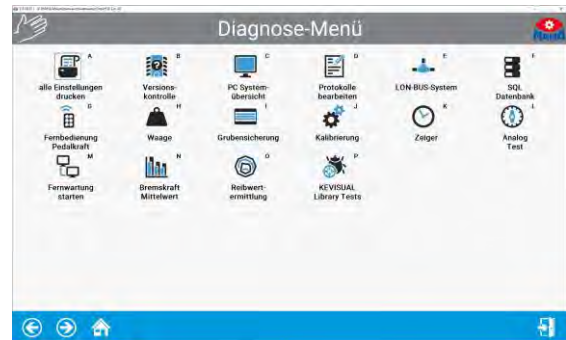 Diagnose-Menü
Menü
A
alle Einstellungen
drucken
B
Versions-
kontrolle
C
PC System-
übersicht
D
Protokolle
bearbeiten
E
LON-BUS-System
F
SQL
Datenbank
G
Fernbedienung
Pedalkraft
H
Waage
I
Grubensicherung
J
Kalibrierung
K
Zeiger
L
Analog
Test
M
Fernwartung
starten
N
Bremskraft
Mittelwert
O
Reibwert-
ermittlung
P
KEVISUAL
Library Tests